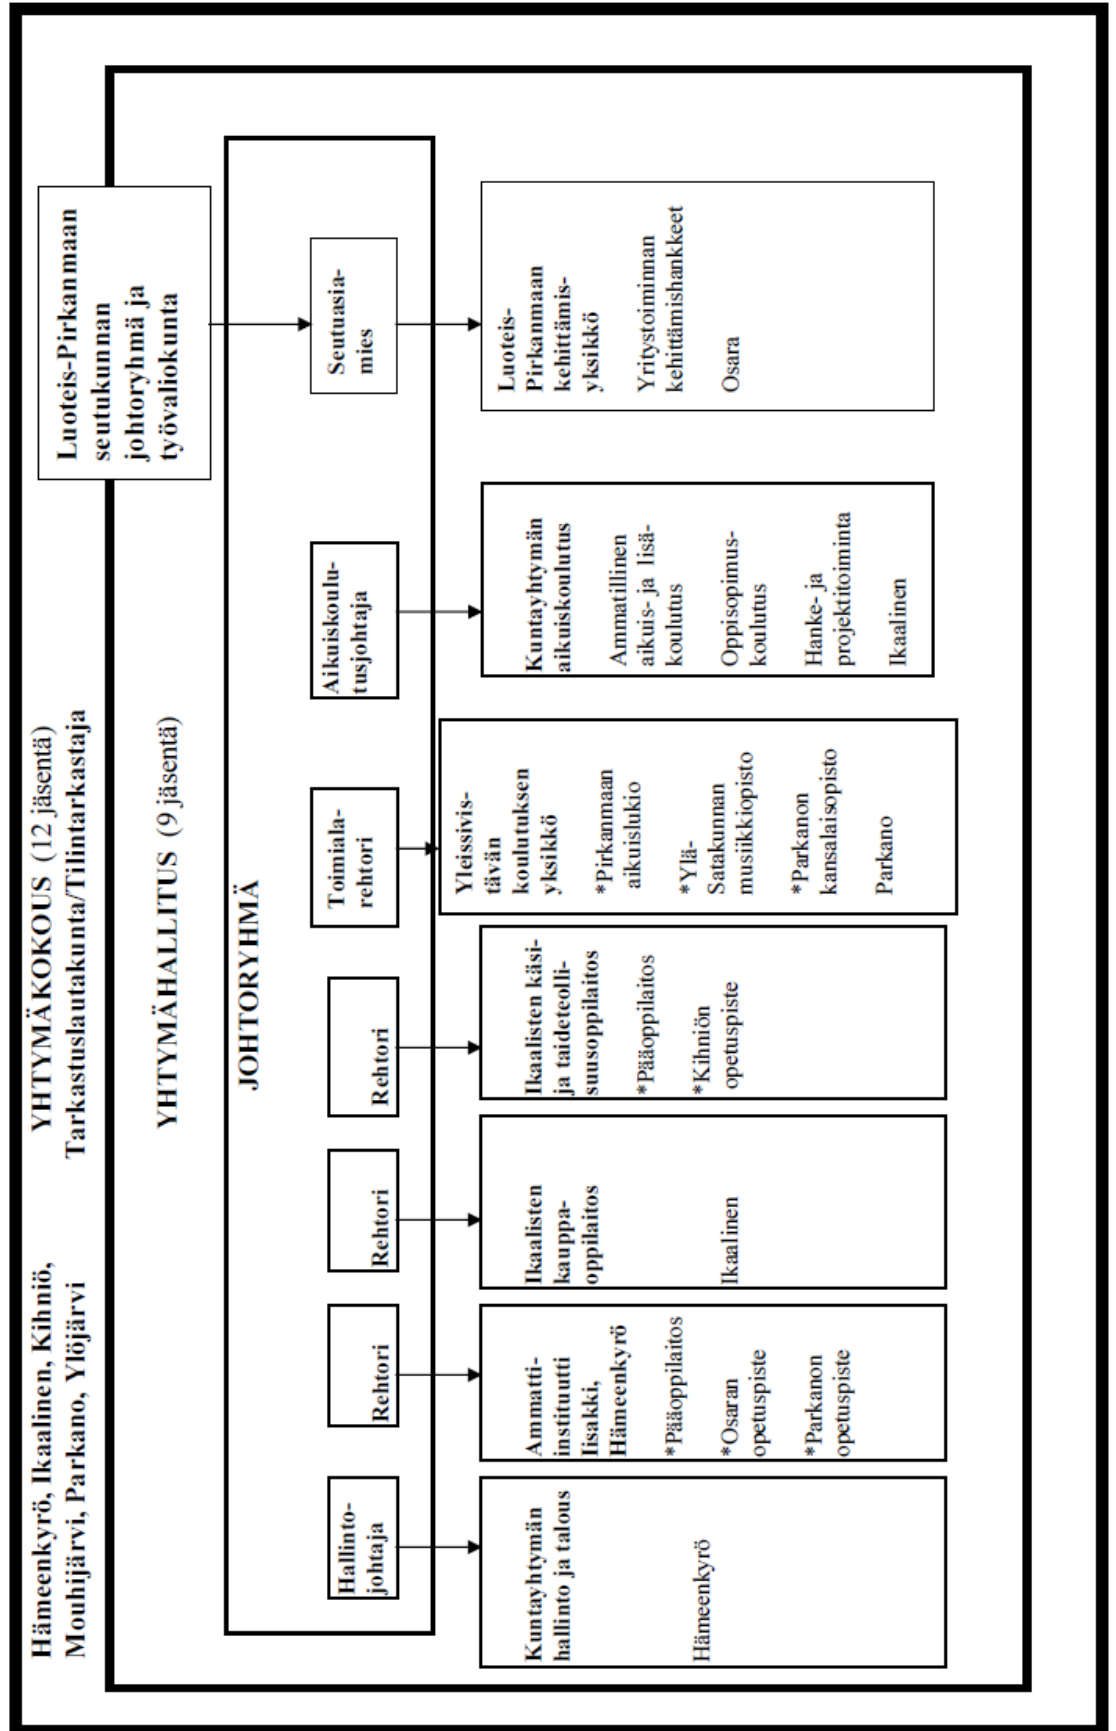 Hämeenkyrö, Ikaalinen, Kihniö,
Mouhijärvi, Parkano, Ylöjärvi
YHTYMÄKOKOUS (12 jäsentä)
Tarkastuslautakunta/Tilintarkastaja
Luoteis-Pirkanmaan
seutukunnan
johtoryhmä ja
työvaliokunta
YHTYMÄHALLITUS (9 jäsentä)
JOHTORYHMÄ
Hallinto-
johtaja
Rehtori
Rehtori
Rehtori
Toimiala-
rehtori
Aikuiskoulu-
tusjohtaja
Seutuasia-
mies
Kuntayhtymän
hallinto ja talous
Hämeenkyrö
Ammatti-
instituutti
Iisakki,
Hämeenkyrö
*Pääoppilaitos
*Osaran
opetuspiste
*Parkanon
opetuspiste
Ikaalisten
kauppa-
oppilaitos
Ikaalinen
Ikaalisten käsi-
ja taideteolli-
suusoppilaitos
*Pääoppilaitos
*Kihniön
opetuspiste
Yleissivis-
tävän
koulutuksen
yksikkö
*Pirkanmaan
aikuislukio
*Ylä-
Satakunnan
musiikkiopisto
*Parkanon
kansalaisopisto
Parkano
Kuntayhtymän
aikuiskoulutus
Ammatillinen
aikuis- ja lisä-
koulutus
Oppisopimus-
koulutus
Hanke- ja
projektitoiminta
Ikaalinen
Luoteis-
Pirkanmaan
kehittämis-
yksikkö
Yritystoiminnan
kehittämishankkeet
Osara